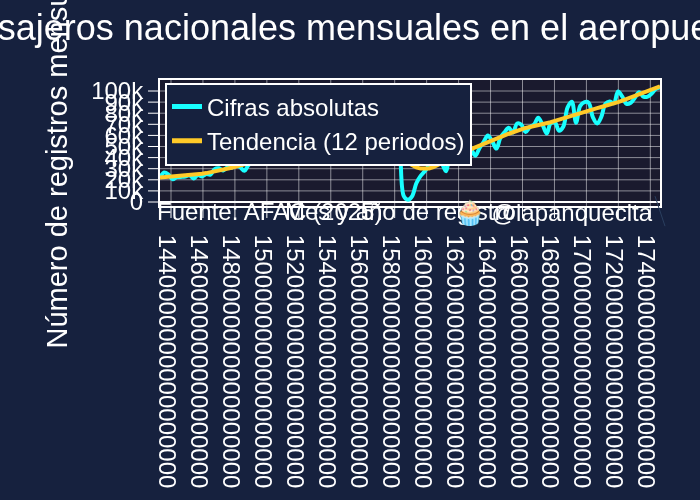 sajeros nacionales mensuales en el aeropue
Número de registros mensu
100k
90k
80k
70k
60k
50k
40k
30k
20k
10k
0
Cifras absolutas
Tendencia (12 periodos)
Fuente: AFAC (2025)
Mes y año de registro
🧁 @lapanquecita
1440000000000000000
1460000000000000000
1480000000000000000
1500000000000000000
1520000000000000000
1540000000000000000
1560000000000000000
1580000000000000000
1600000000000000000
1620000000000000000
1640000000000000000
1660000000000000000
1680000000000000000
1700000000000000000
1720000000000000000
1740000000000000000